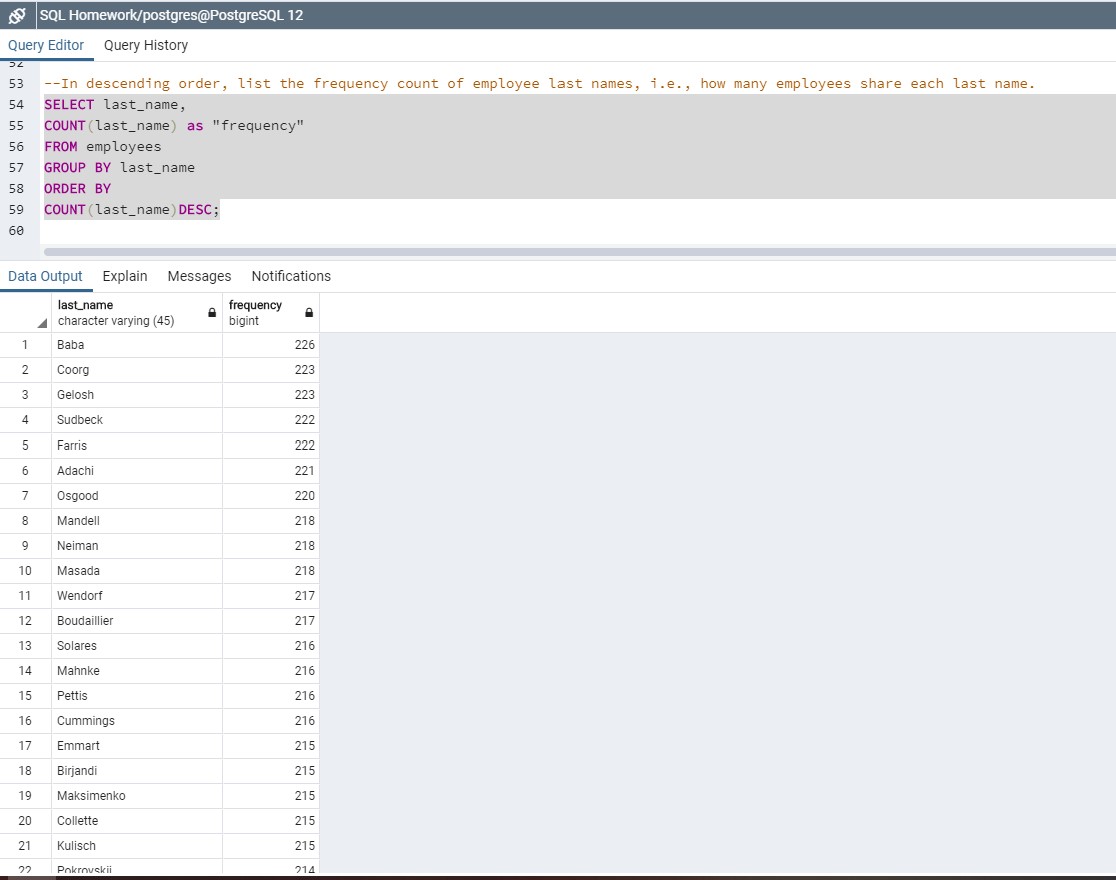 SQL Homework/postgres@PostgreSQL 12
Query Editor Query History
52
53 --In descending order, list the frequency count of employee last names, i.e., how many employees share each last name.
54 SELECT last_name,
55 COUNT(last_name) as "frequency"
56 FROM employees
57 GROUP BY last_name
58 ORDER BY
59 COUNT(last_name)DESC;
60
Data Output Explain Messages Notifications
last_name frequency
character varying (45) bigint
1 Baba 226
2 Coorg 223
3 Gelosh 223
4 Sudbeck 222
5 Farris 222
6 Adachi 221
7 Osgood 220
8 Mandell 218
9 Neiman 218
10 Masada 218
11 Wendorf 217
12 Boudaillier 217
13 Solares 216
14 Mahnke 216
15 Pettis 216
16 Cummings 216
17 Emmart 215
18 Birjandi 215
19 Maksimenko 215
20 Collette 215
21 Kulisch 215
22 Pokrovskii 214